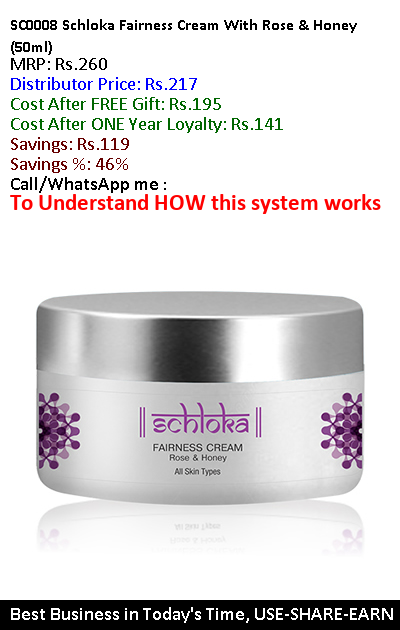 SC0008 Schloka Fairness Cream With Rose & Honey
(50ml)
MRP: Rs.260
Distributor Price: Rs.217
Cost After FREE Gift: Rs.195
Cost After ONE Year Loyalty: Rs.141
Savings: Rs.119
Savings %: 46%
Call/WhatsApp me :
To Understand HOW this system works
|| schloka ||
FAIRNESS CREAM
Rose & Honey
All Skin Types
Best Business in Today's Time, USE-SHARE-EARN